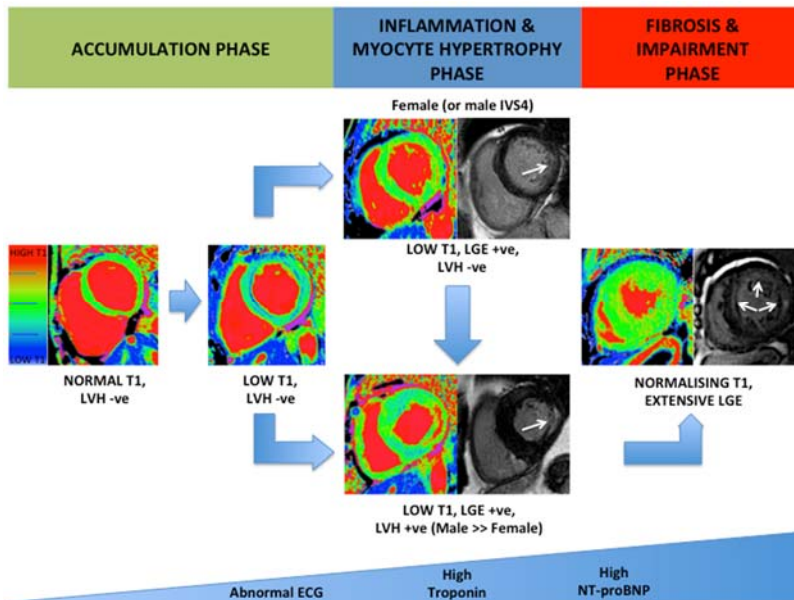 ACCUMULATION PHASE
INFLAMMATION &
MYOCYTE HYPERTROPHY
PHASE
FIBROSIS &
IMPAIRMENT
PHASE
Female (or male IVS4)
LOW T1, LGE +ve,
LVH -ve
HIGH T1
LOW T1
NORMAL T1,
LVH -ve
LOW T1,
LVH -ve
NORMALISING T1,
EXTENSIVE LGE
LOW T1, LGE +ve,
LVH +ve (Male >> Female)
Abnormal ECG
High
Troponin
High
NT-proBNP